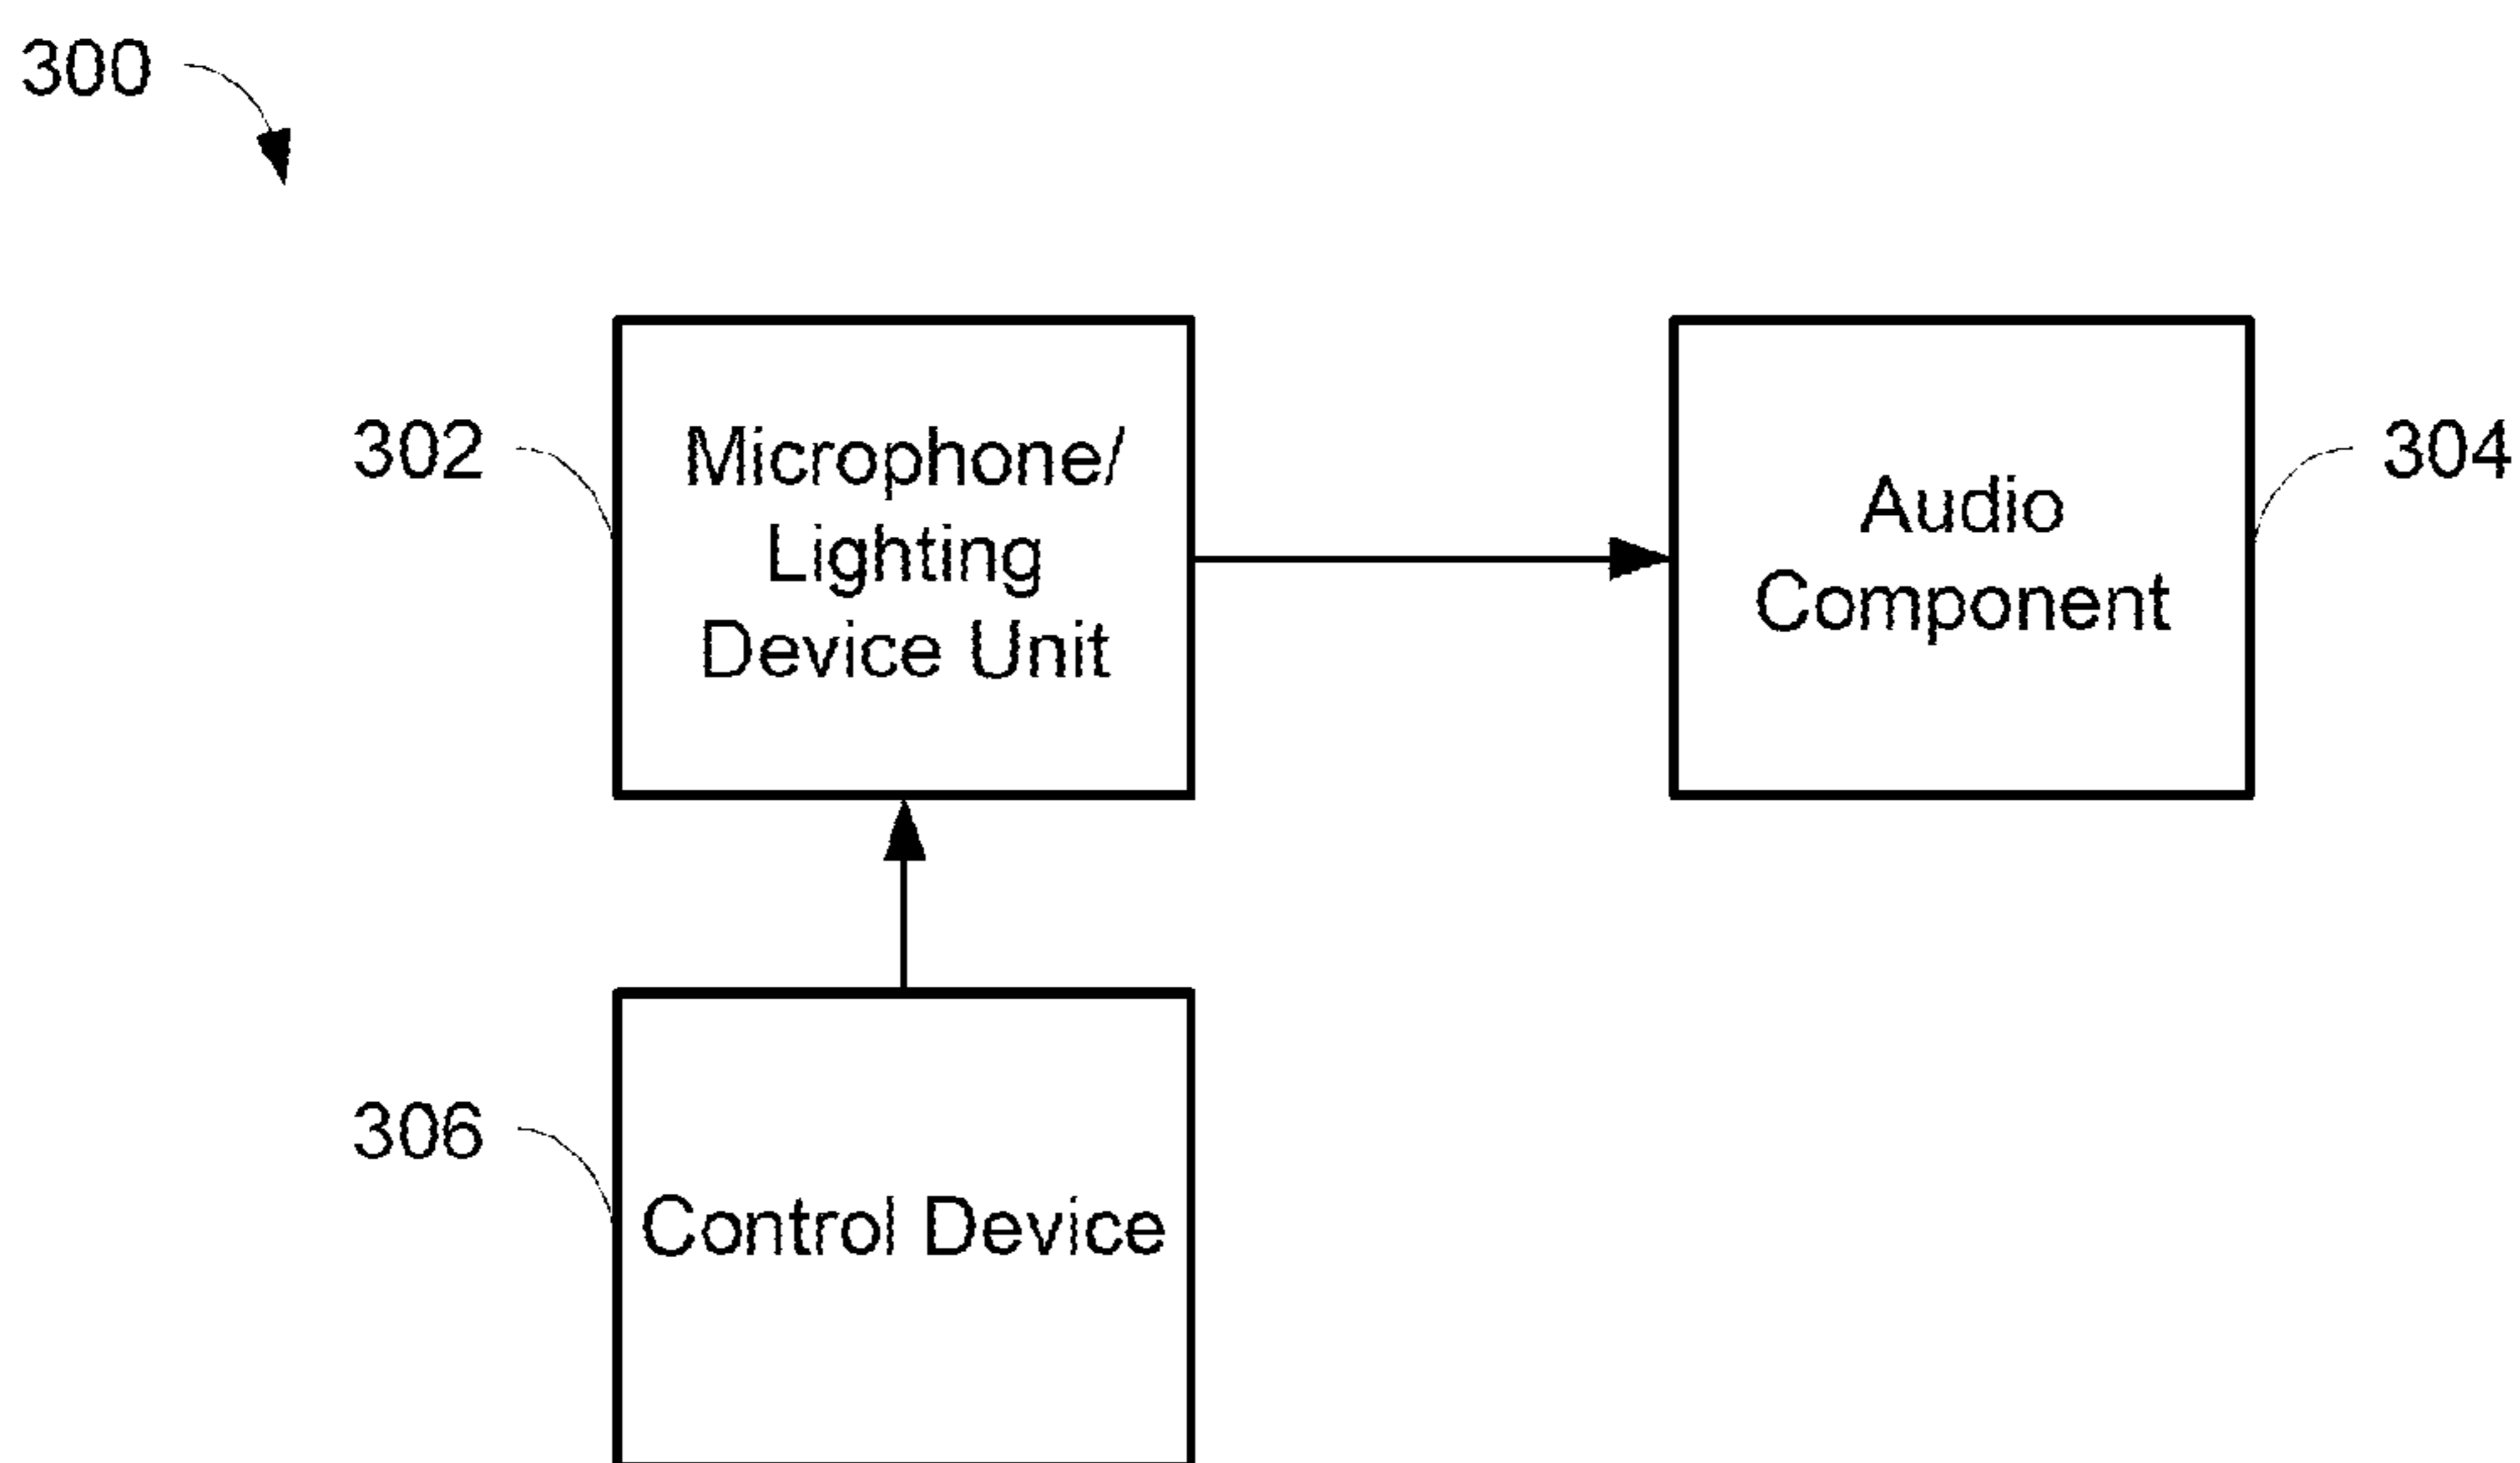 300
302
Microphone/
Lighting
Device Unit
Audio
Component
304
306
Control Device